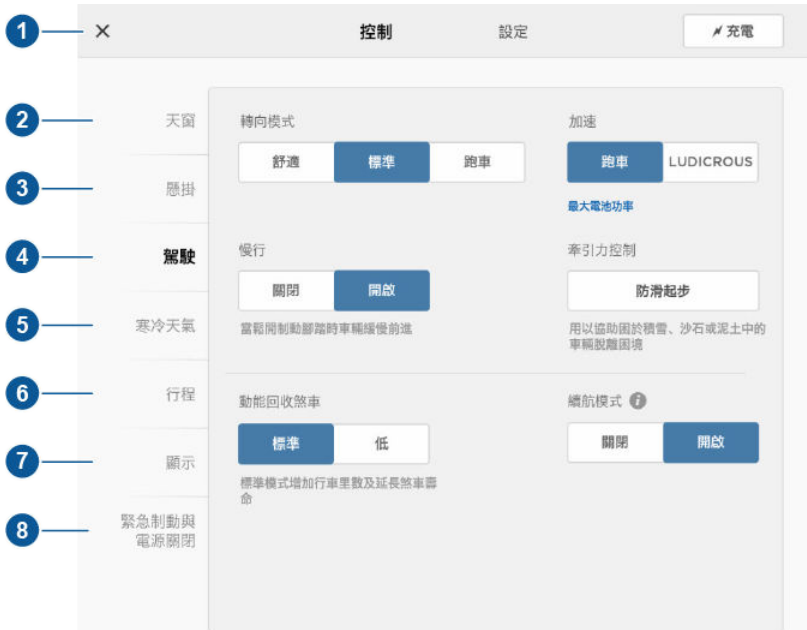 1
控制
設定
充電
2
天窗
轉向模式
加速
舒適
標準
跑車
跑車
LUDICROUS
3
懸掛
最大電池功率
4
駕駛
慢行
牽引力控制
關閉
開啟
防滑起步
5
寒冷天氣
當鬆開制動腳踏時車輛緩慢前進
用以協助困於積雪、沙石或泥土中的
車輛脫離困境
6
行程
動能回收煞車
續航模式
標準
低
關閉
開啟
7
顯示
標準模式增加行車里數及延長煞車壽
命
8
緊急制動與
電源關閉